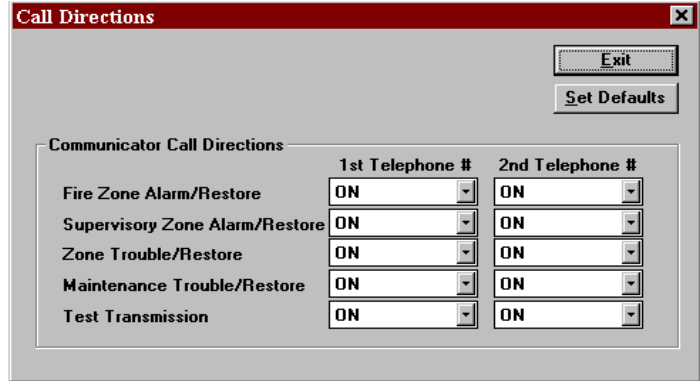 Call Directions
Exit
Set Defaults
Communicator Call Directions
1st Telephone # 2nd Telephone #
Fire Zone Alarm/Restore ON ON
Supervisory Zone Alarm/Restore ON ON
Zone Trouble/Restore ON ON
Maintenance Trouble/Restore ON ON
Test Transmission ON ON